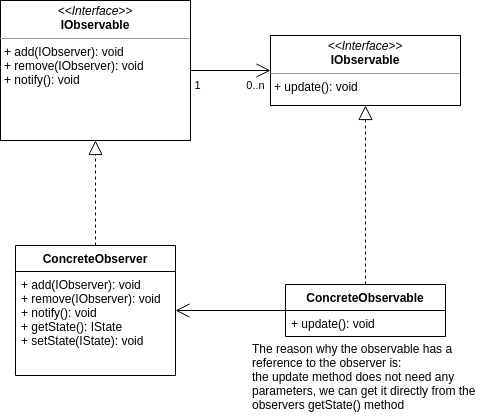 <<Interface>>
IObservable
+ add(IObserver): void
+ remove(IObserver): void
+ notify(): void
<<Interface>>
IObservable
+ update(): void
1
0..n
ConcreteObserver
+ add(IObserver): void
+ remove(IObserver): void
+ notify(): void
+ getState(): IState
+ setState(IState): void
ConcreteObservable
+ update(): void
The reason why the observable has a
reference to the observer is:
the update method does not need any
parameters, we can get it directly from the
observers getState() method